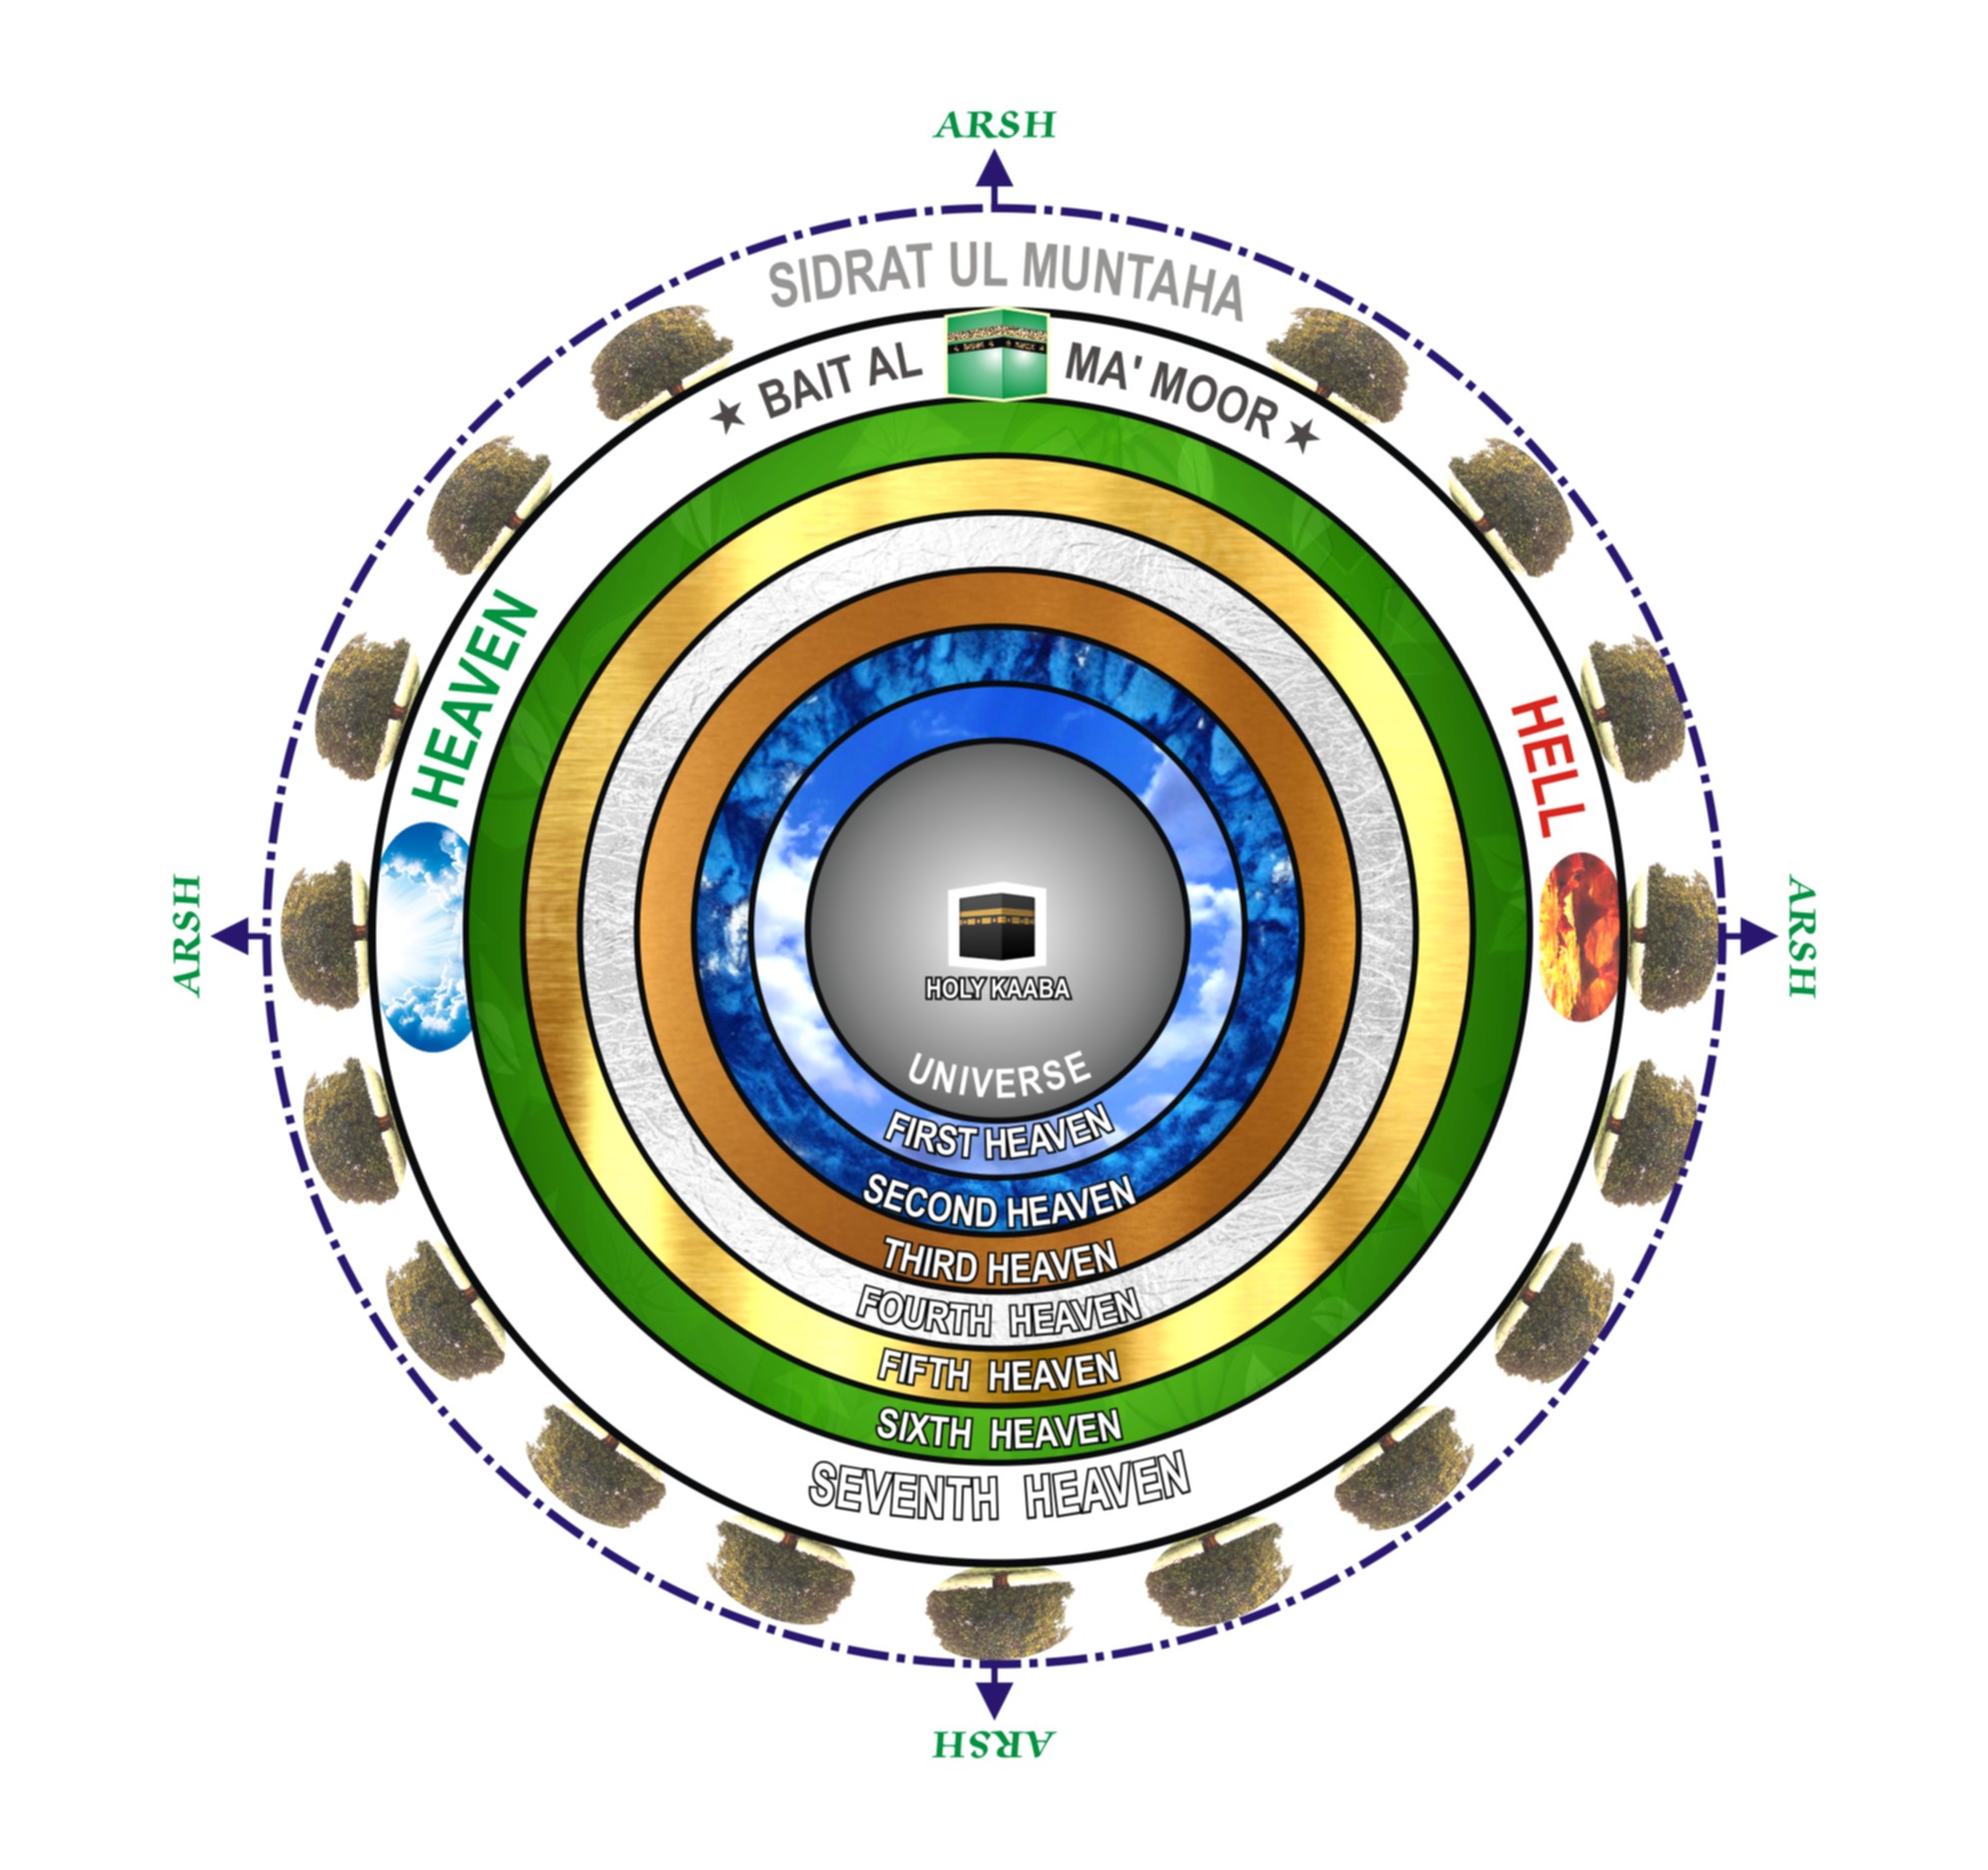 ARSH
SIDRAT UL MUNTAHA
★ BAIT AL MA' MOOR ★
HEAVEN
HELL
ARSH
ARSH
HOLY KAABA
UNIVERSE
FIRST HEAVEN
SECOND HEAVEN
THIRD HEAVEN
FOURTH HEAVEN
FIFTH HEAVEN
SIXTH HEAVEN
SEVENTH HEAVEN
ARSH